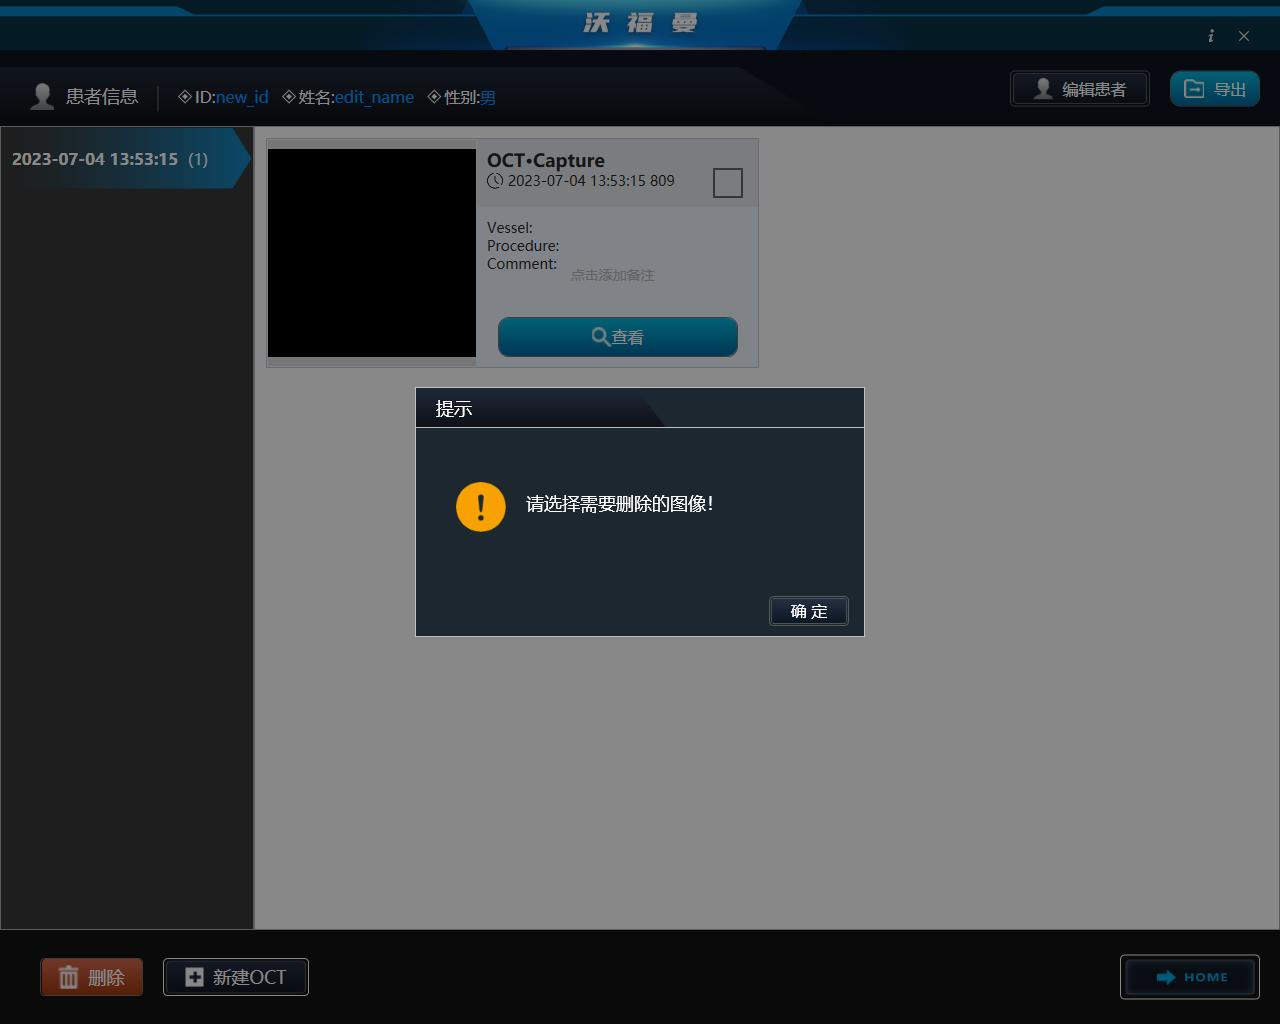 沃福曼
i
患者信息 ID:new_id 姓名:edit_name 性别:男
编辑患者 导出
2023-07-04 13:53:15 (1)
OCT•Capture
2023-07-04 13:53:15 809
Vessel:
Procedure:
Comment:
点击添加备注
查看
提示
请选择需要删除的图像!
确定
删除 新建OCT HOME